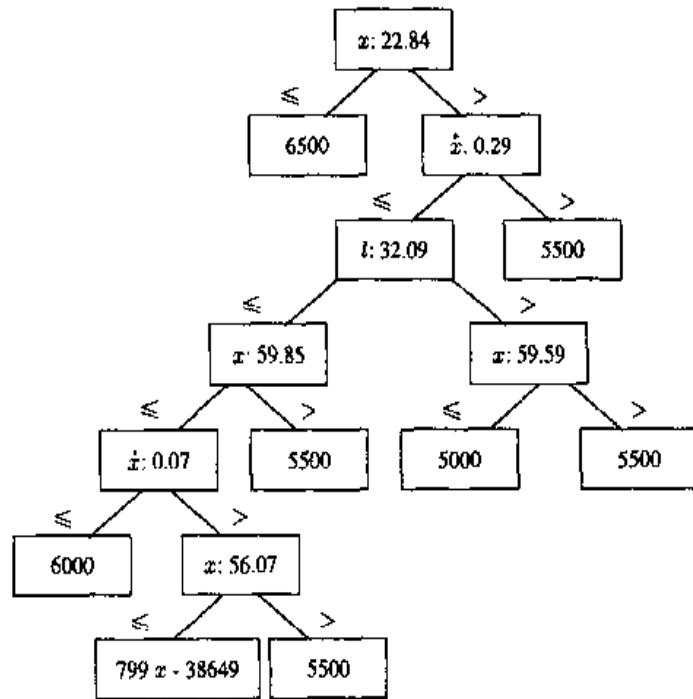 x: 22.84
⩽ >
6500 ẋ: 0.29
⩽ >
l: 32.09 5500
⩽ >
x: 59.85 x: 59.59
⩽ > ⩽ >
ẋ: 0.07 5500 5000 5500
⩽ >
6000 x: 56.07
⩽ >
799 x - 38649 5500